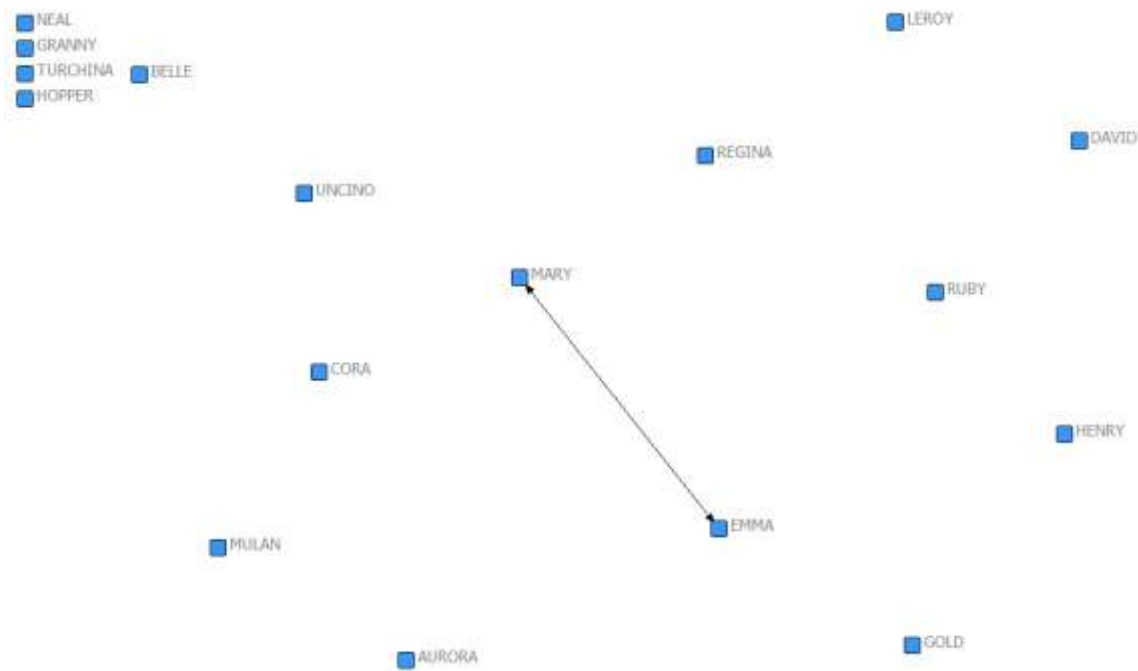 NEAL
LEROY
GRANNY
TURCHINA
BELLE
HOPPER
DAVID
REGINA
UNCINO
MARY
RUBY
CORA
HENRY
EMMA
MULAN
GOLD
AURORA